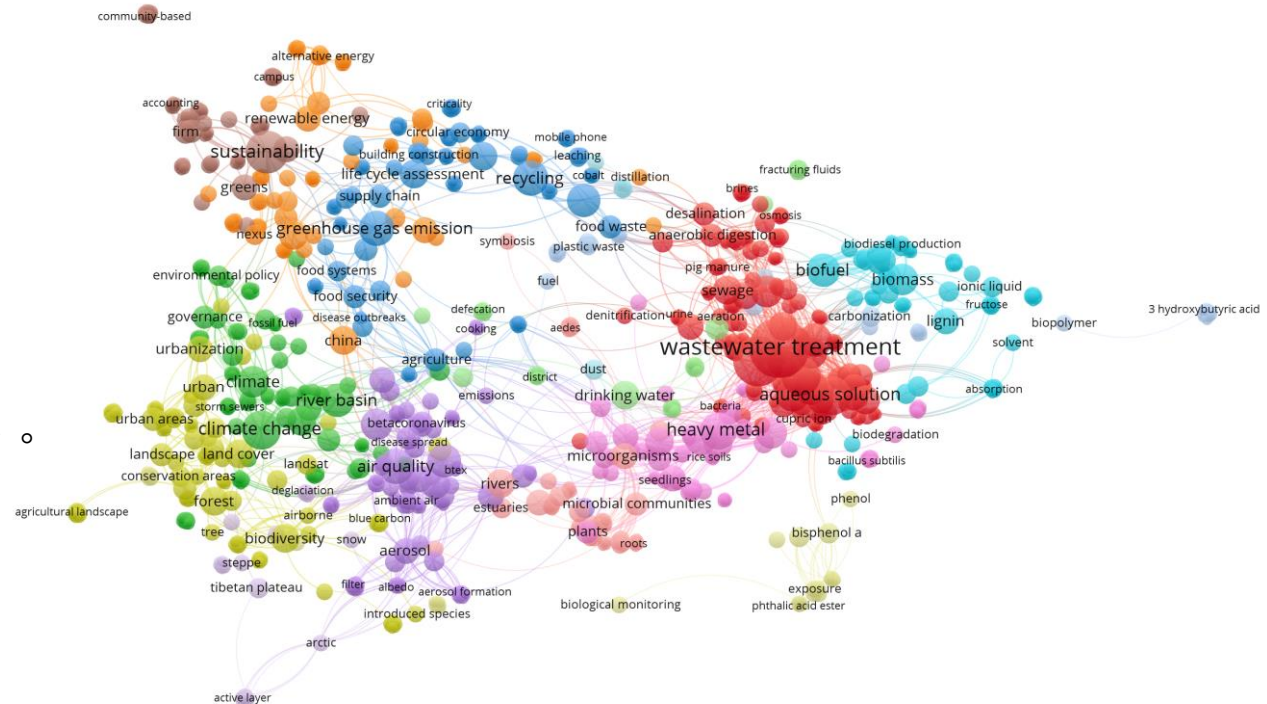 community-based
alternative energy
campus
accounting
criticality
renewable energy
firm
circular economy
mobile phone
sustainability
building construction
leaching
life cycle assessment
recycling
cobalt
distillation
fracturing fluids
greens
supply chain
brines
desalination
osmosis
nexus
greenhouse gas emission
food waste
anaerobic digestion
symbiosis
plastic waste
biodiesel production
environmental policy
food systems
pig manure
biofuel
biomass
fuel
ionic liquid
food security
sewage
fructose
governance
fossil fuel
disease outbreaks
defecation
cooking
aedes
denitrification
urine
aeration
carbonization
lignin
biopolymer
3 hydroxybutyric acid
china
urbanization
wastewater treatment
solvent
agriculture
dust
urban
climate
district
emissions
absorption
storm sewers
river basin
drinking water
aqueous solution
bacteria
urban areas
betacoronavirus
cupric ion
climate change
heavy metal
biodegradation
disease spread
landscape
land cover
microorganisms
rice soils
landsat
air quality
btex
bacillus subtilis
conservation areas
rivers
seedlings
deglaciation
ambient air
forest
estuaries
microbial communities
phenol
agricultural landscape
airborne
blue carbon
tree
plants
bisphenol a
biodiversity
snow
roots
aerosol
steppe
tibetan plateau
filter
albedo
aerosol formation
exposure
biological monitoring
phthalic acid ester
introduced species
arctic
active layer